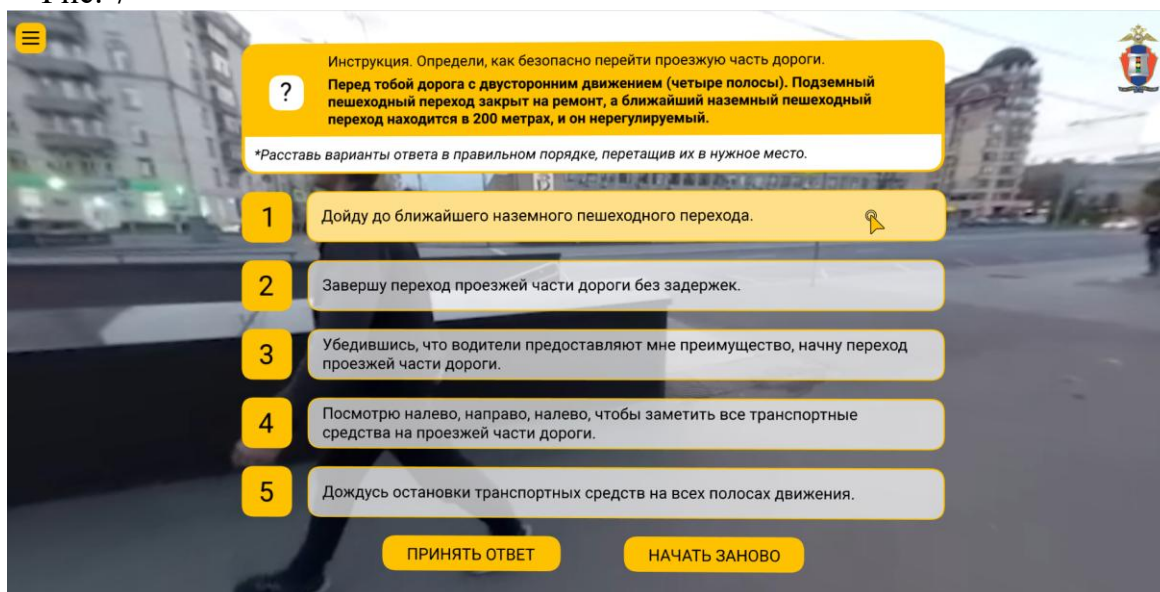 Инструкция. Определи, как безопасно перейти проезжую часть дороги.
?
Перед тобой дорога с двусторонним движением (четыре полосы). Подземный
пешеходный переход закрыт на ремонт, а ближайший наземный пешеходный
переход находится в 200 метрах, и он нерегулируемый.
*Расставь варианты ответа в правильном порядке, перетащив их в нужное место.
1
Дойду до ближайшего наземного пешеходного перехода.
2
Завершу переход проезжей части дороги без задержек.
3
Убедившись, что водители предоставляют мне преимущество, начну переход
проезжей части дороги.
4
Посмотрю налево, направо, налево, чтобы заметить все транспортные
средства на проезжей части дороги.
5
Дождусь остановки транспортных средств на всех полосах движения.
ПРИНЯТЬ ОТВЕТ
НАЧАТЬ ЗАНОВО